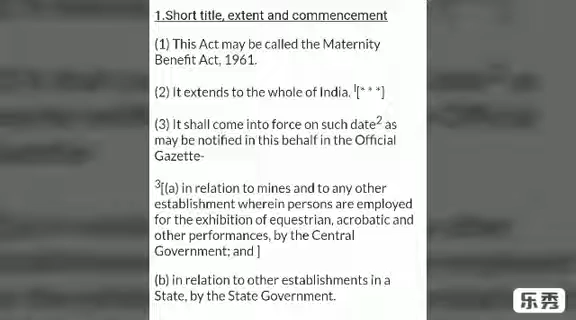 1.Short title, extent and commencement
(1) This Act may be called the Maternity
Benefit Act, 1961.
(2) It extends to the whole of India. 1[* * *]
(3) It shall come into force on such date2 as
may be notified in this behalf in the Official
Gazette-
3[(a) in relation to mines and to any other
establishment wherein persons are employed
for the exhibition of equestrian, acrobatic and
other performances, by the Central
Government; and ]
(b) in relation to other establishments in a
State, by the State Government.
乐秀